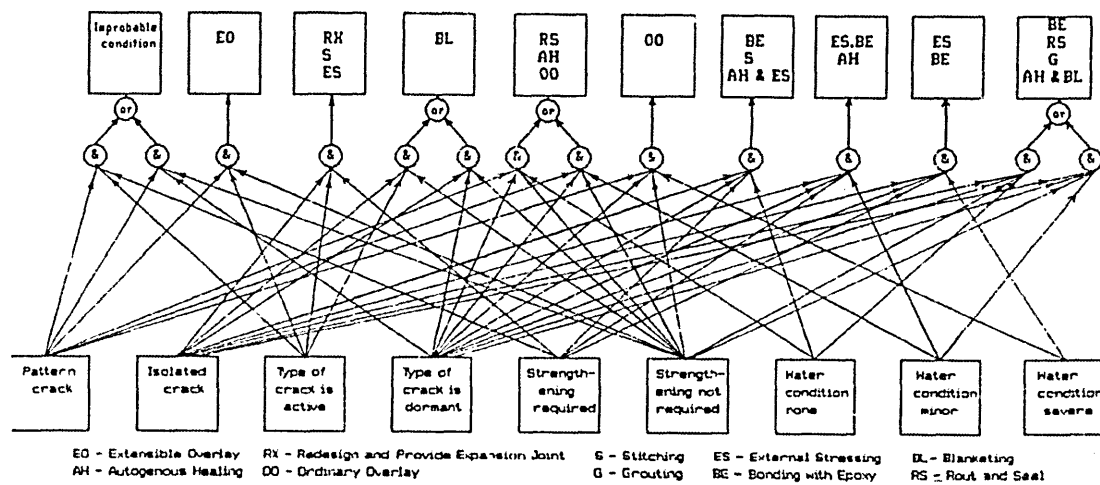 Improbable
condition
EO
RX
S
ES
BL
RS
AH
OO
OO
BE
S
AH & ES
ES.BE
AH
ES
BE
BE
RS
G
AH & BL
or
or
or
or
&
&
&
&
&
&
&
&
&
&
&
&
&
&
Pattern
crack
Isolated
crack
Type of
crack is
active
Type of
crack is
dormant
Strength-
ening
required
Strength-
ening not
required
Water
condition
none
Water
condition
minor
Water
condition
severe
EO - Extensible Overlay RX - Redesign and Provide Expansion Joint S - Stitching ES - External Stressing BL - Blanketing
AH - Autogenous Healing OO - Ordinary Overlay G - Grouting BE - Bonding with Epoxy RS - Rout and Seal